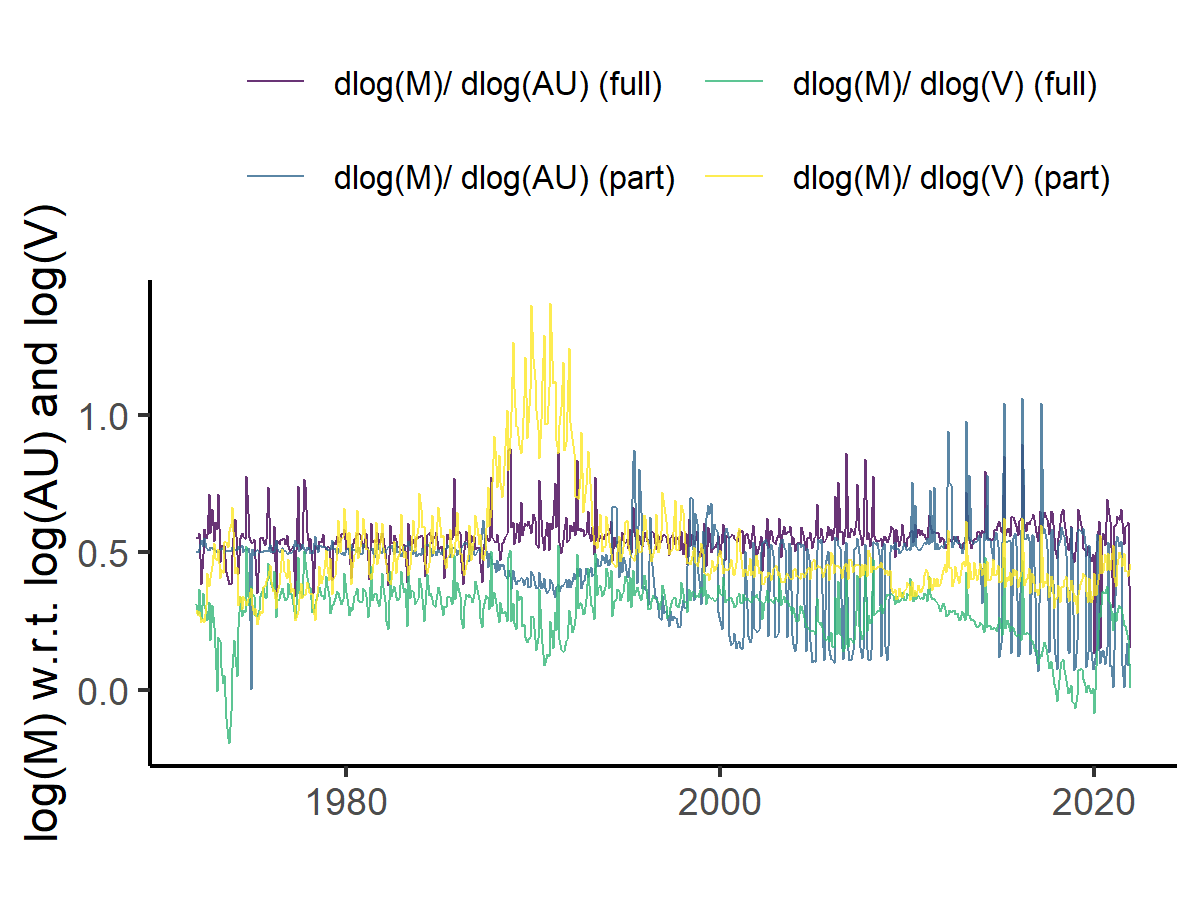 dlog(M)/ dlog(AU) (full)
dlog(M)/ dlog(V) (full)
dlog(M)/ dlog(AU) (part)
dlog(M)/ dlog(V) (part)
log(M) w.r.t. log(AU) and log(V)
1.0
0.5
0.0
1980
2000
2020